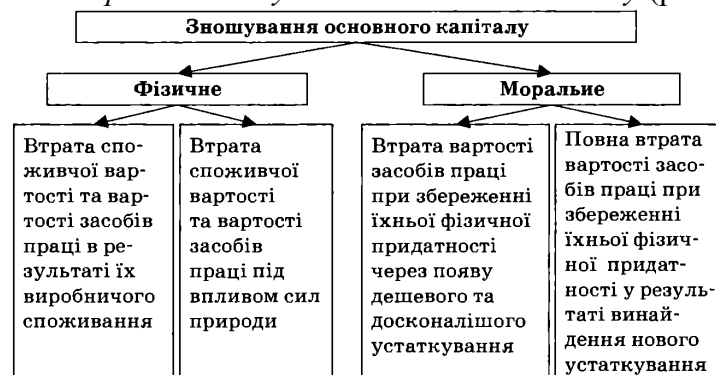 Зношування основного капіталу
Фізичне
Моральне
Втрата спо-
живчої вар-
тості та вар-
тості засобів
праці в ре-
зультаті їх
виробничого
споживання
Втрата
споживчої
вартості
та вартості
засобів
праці під
впливом сил
природи
Втрата вартості
засобів праці
при збереженні
їхньої фізичної
придатності
через появу
дешевого та
досконалішого
устаткування
Повна втрата
вартості засо-
бів праці при
збереженні
їхньої фізич-
ної придат-
ності у резуль-
таті винай-
дення нового
устаткування